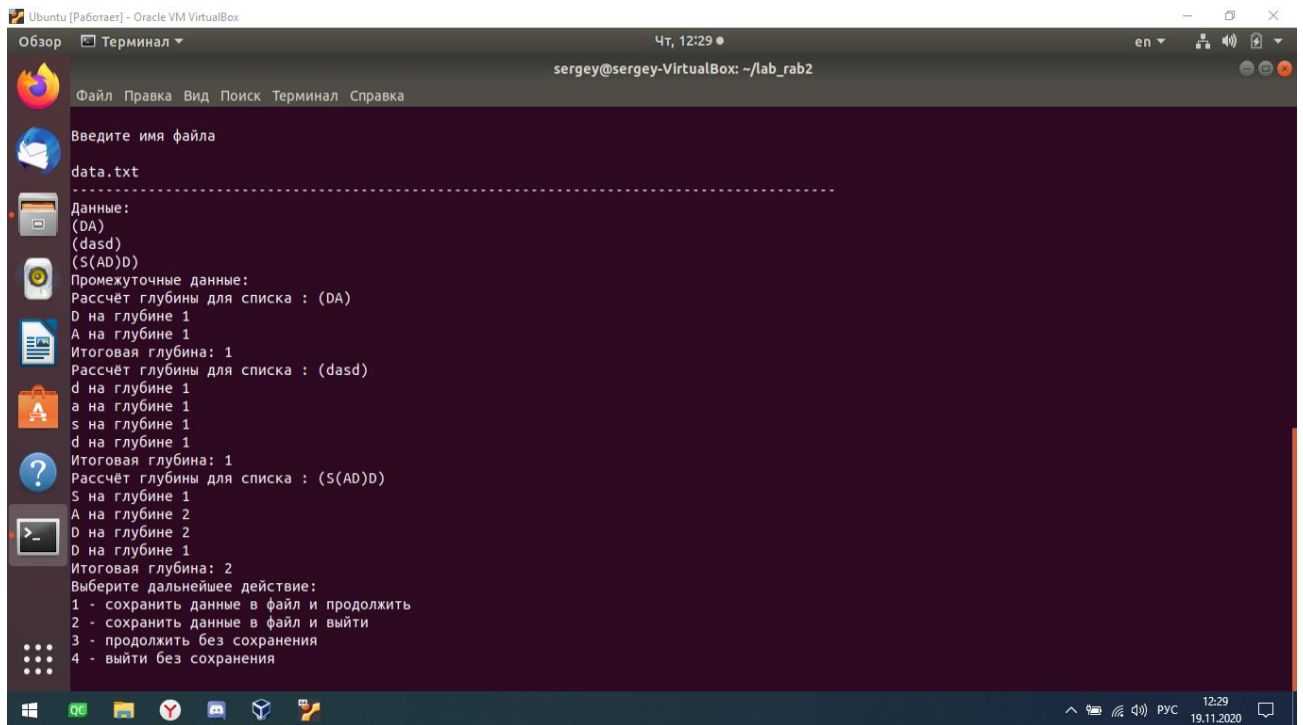 Ubuntu [Работает] - Oracle VM VirtualBox
Обзор Терминал Чт, 12:29 en
sergey@sergey-VirtualBox: ~/lab_rab2
Файл Правка Вид Поиск Терминал Справка
Введите имя файла
data.txt
------------------------------------------------------------------------------------------
Данные:
(DA)
(dasd)
(S(AD)D)
Промежуточные данные:
Рассчёт глубины для списка : (DA)
D на глубине 1
A на глубине 1
Итоговая глубина: 1
Рассчёт глубины для списка : (dasd)
d на глубине 1
a на глубине 1
s на глубине 1
d на глубине 1
Итоговая глубина: 1
Рассчёт глубины для списка : (S(AD)D)
S на глубине 1
A на глубине 2
D на глубине 2
D на глубине 1
Итоговая глубина: 2
Выберите дальнейшее действие:
1 - сохранить данные в файл и продолжить
2 - сохранить данные в файл и выйти
3 - продолжить без сохранения
4 - выйти без сохранения
QC РУС 12:29
19.11.2020